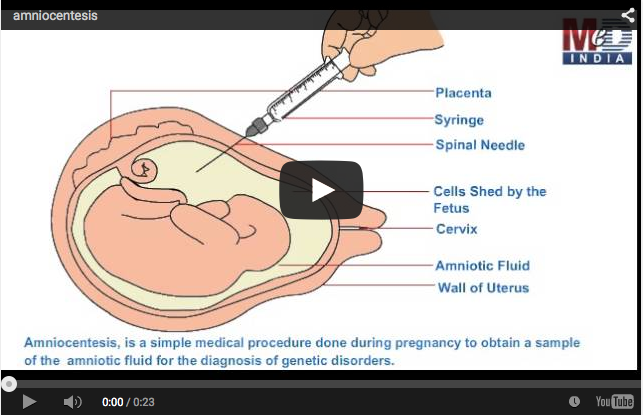 amniocentesis
MeD
INDIA
Placenta
Syringe
Spinal Needle
Cells Shed by the
Fetus
Cervix
Amniotic Fluid
Wall of Uterus
Amniocentesis, is a simple medical procedure done during pregnancy to obtain a sample
of the amniotic fluid for the diagnosis of genetic disorders.
0:00 / 0:23
YouTube